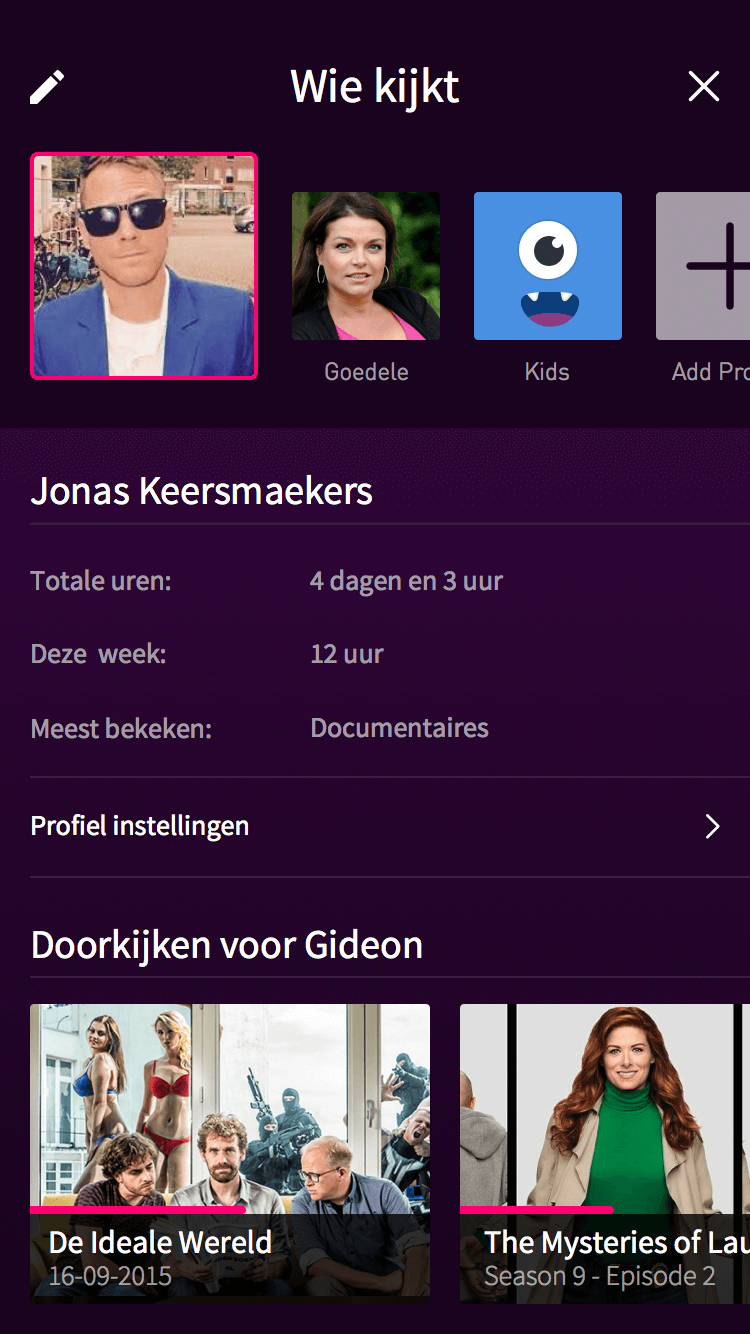 Wie kijkt
Goedele
Kids
Add Pro
Jonas Keersmaekers
Totale uren: 4 dagen en 3 uur
Deze week: 12 uur
Meest bekeken: Documentaires
Profiel instellingen
Doorkijken voor Gideon
De Ideale Wereld
16-09-2015
The Mysteries of Lau
Season 9 - Episode 2